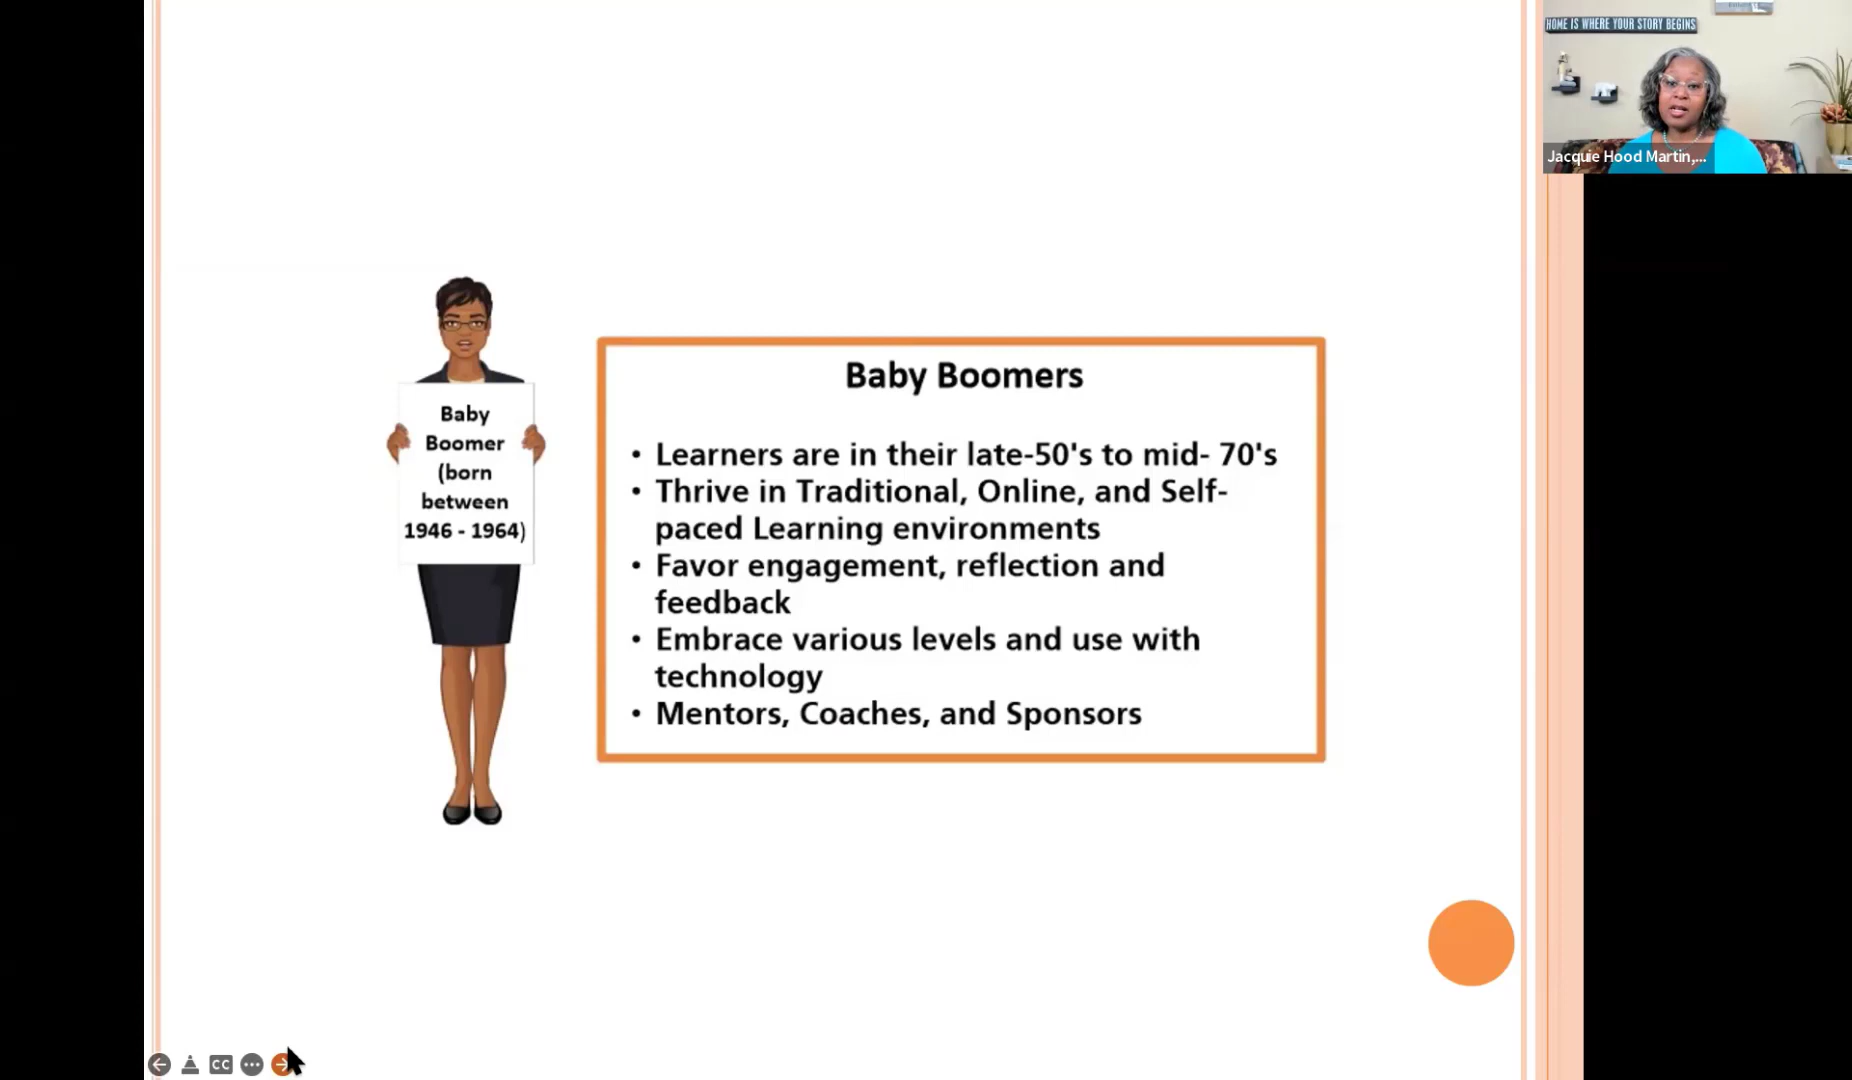 HOME IS WHERE YOUR STORY BEGINS
Jacquie Hood Martin,...
Baby
Boomer
(born
between
1946 - 1964)
Baby Boomers
• Learners are in their late-50's to mid- 70's
• Thrive in Traditional, Online, and Self-
paced Learning environments
• Favor engagement, reflection and
feedback
• Embrace various levels and use with
technology
• Mentors, Coaches, and Sponsors
CC